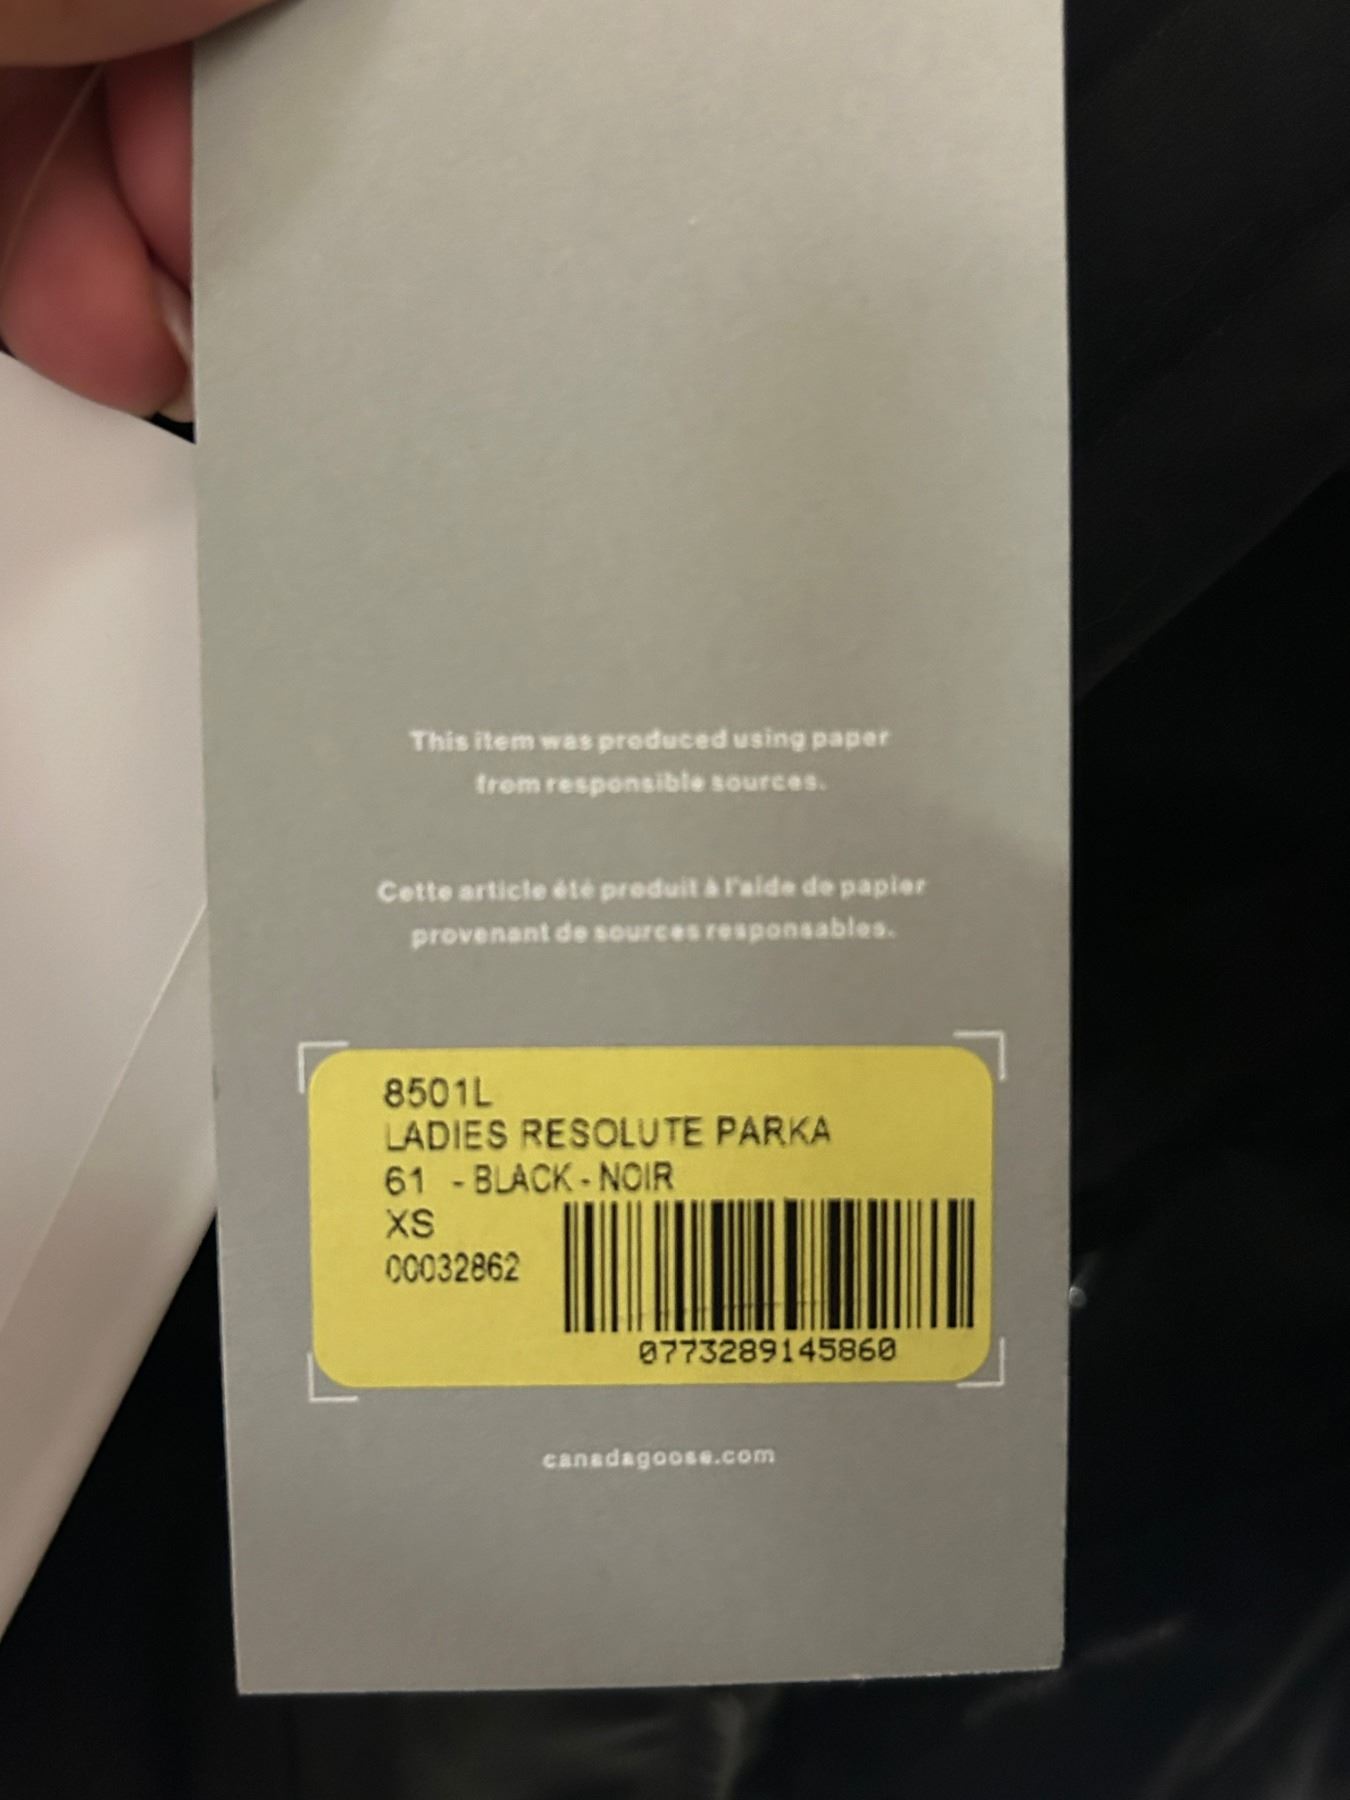 This item was produced using paper
from responsible sources.
Cette article été produit à l'aide de papier
provenant de sources responsables.
8501L
LADIES RESOLUTE PARKA
61 - BLACK - NOIR
XS
00032862
0773289145860
canadagoose.com